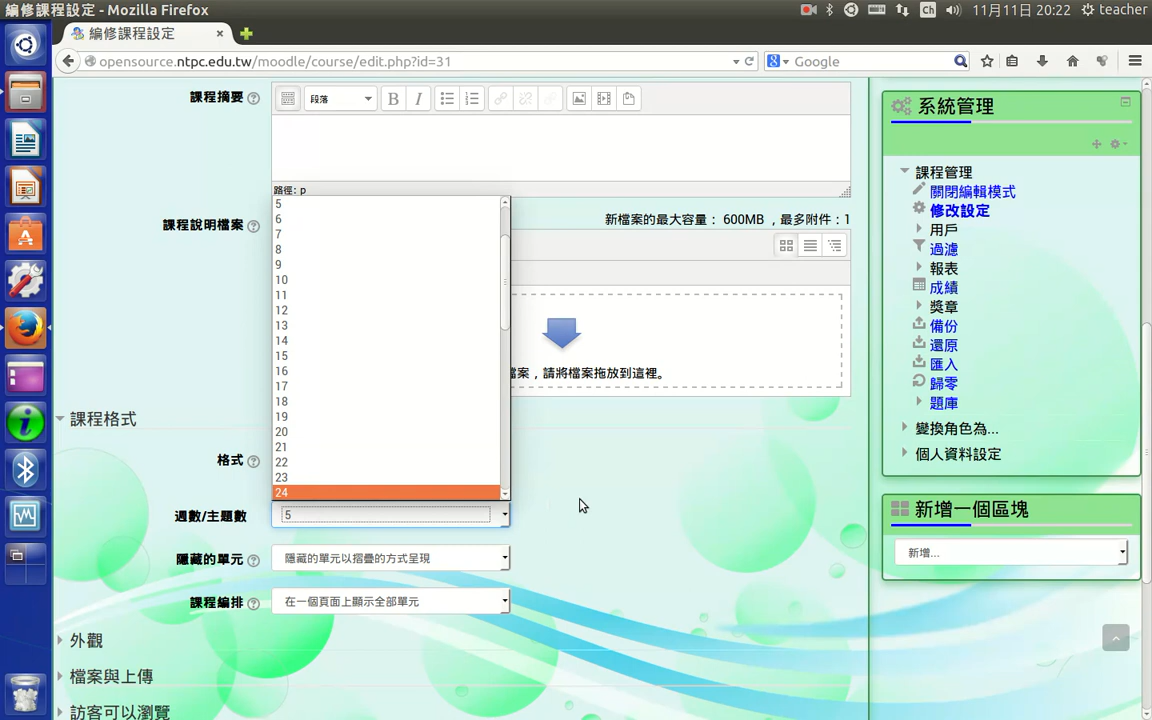 編修課程設定 - Mozilla Firefox
Ch
11月11日 20:22
teacher
編修課程設定
opensource.ntpc.edu.tw/moodle/course/edit.php?id=31
Google
課程摘要
段落
B
I
路徑: p
課程說明檔案
新檔案的最大容量： 600MB ，最多附件：1
檔案，請將檔案拖放到這裡。
課程格式
格式
5
6
7
8
9
10
11
12
13
14
15
16
17
18
19
20
21
22
23
24
週數/主題數
5
隱藏的單元
隱藏的單元以摺疊的方式呈現
課程編排
在一個頁面上顯示全部單元
外觀
檔案與上傳
訪客可以瀏覽
系統管理
課程管理
關閉編輯模式
修改設定
用戶
過濾
報表
成績
獎章
備份
還原
匯入
歸零
題庫
變換角色為...
個人資料設定
新增一個區塊
新增...